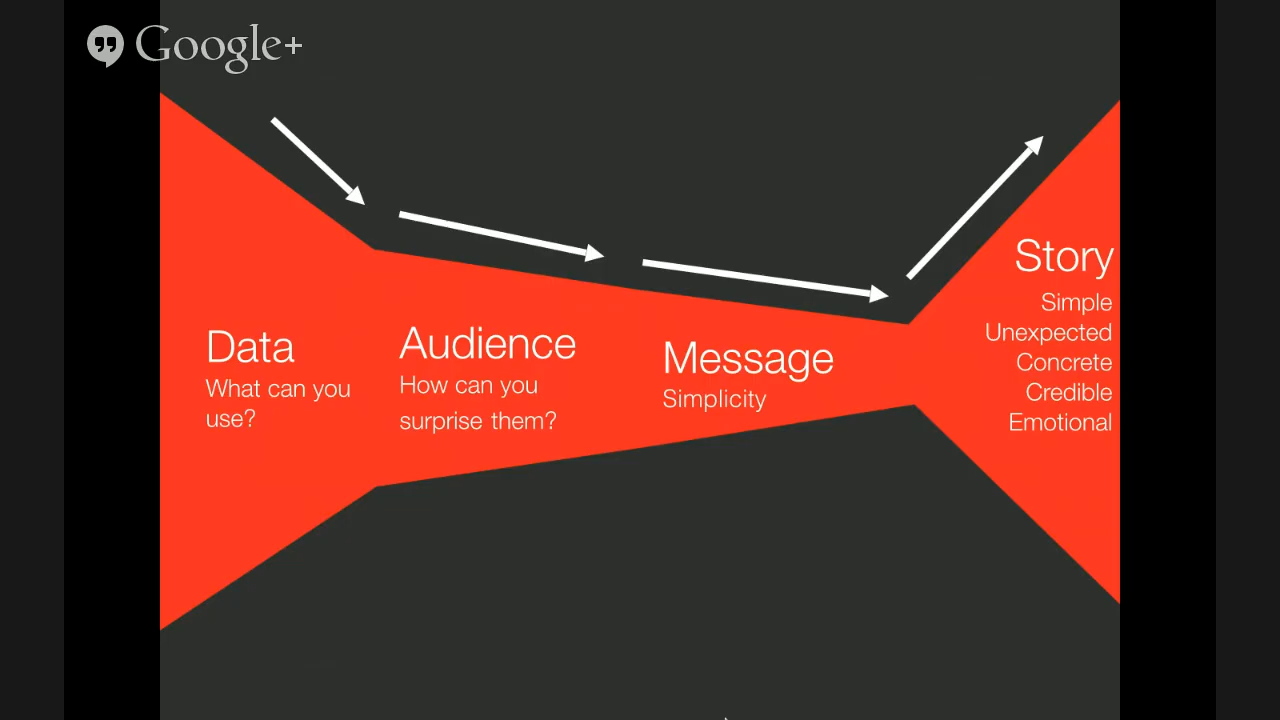 Google+
Data
What can you
use?
Audience
How can you
surprise them?
Message
Simplicity
Story
Simple
Unexpected
Concrete
Credible
Emotional